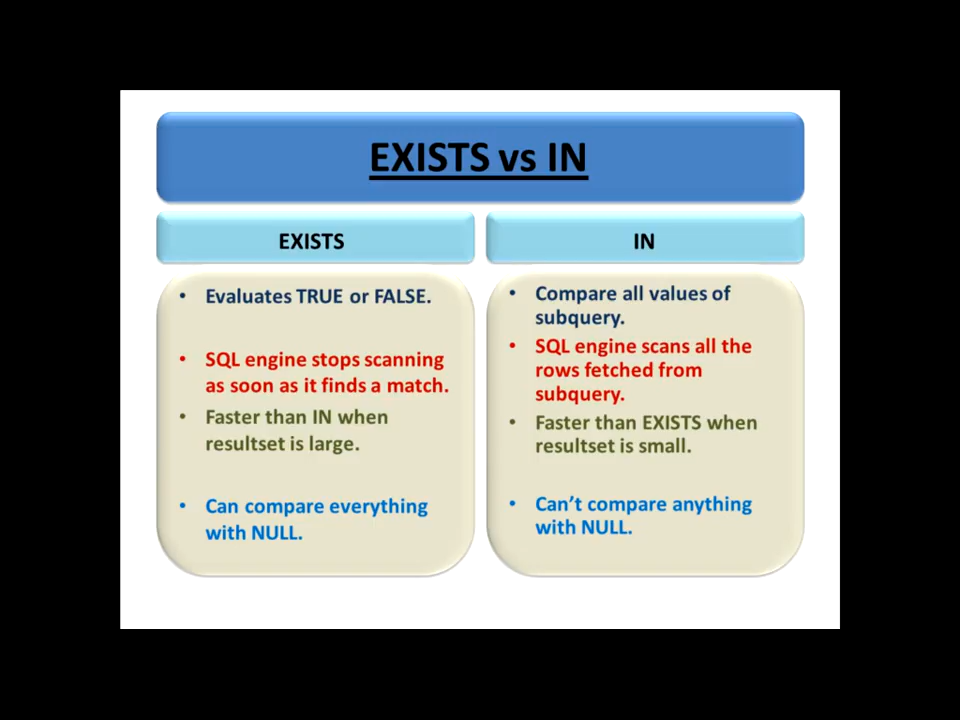 EXISTS vs IN
EXISTS
• Evaluates TRUE or FALSE.
• SQL engine stops scanning
as soon as it finds a match.
• Faster than IN when
resultset is large.
• Can compare everything
with NULL.
IN
• Compare all values of
subquery.
• SQL engine scans all the
rows fetched from
subquery.
• Faster than EXISTS when
resultset is small.
• Can’t compare anything
with NULL.